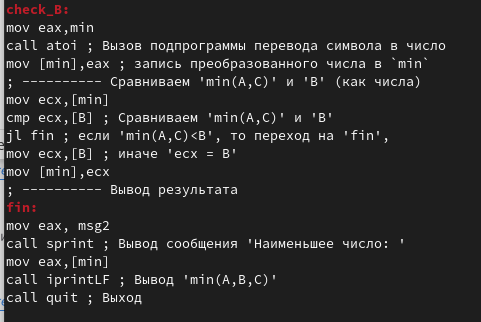 check_B:
mov eax,min
call atoi ; Вызов подпрограммы перевода символа в число
mov [min],eax ; запись преобразованного числа в `min`
; ---------- Сравниваем 'min(A,C)' и 'B' (как числа)
mov ecx,[min]
cmp ecx,[B] ; Сравниваем 'min(A,C)' и 'B'
jl fin ; если 'min(A,C)<B', то переход на 'fin',
mov ecx,[B] ; иначе 'ecx = B'
mov [min],ecx
; ---------- Вывод результата
fin:
mov eax, msg2
call sprint ; Вывод сообщения 'Наименьшее число: '
mov eax,[min]
call iprintLF ; Вывод 'min(A,B,C)'
call quit ; Выход